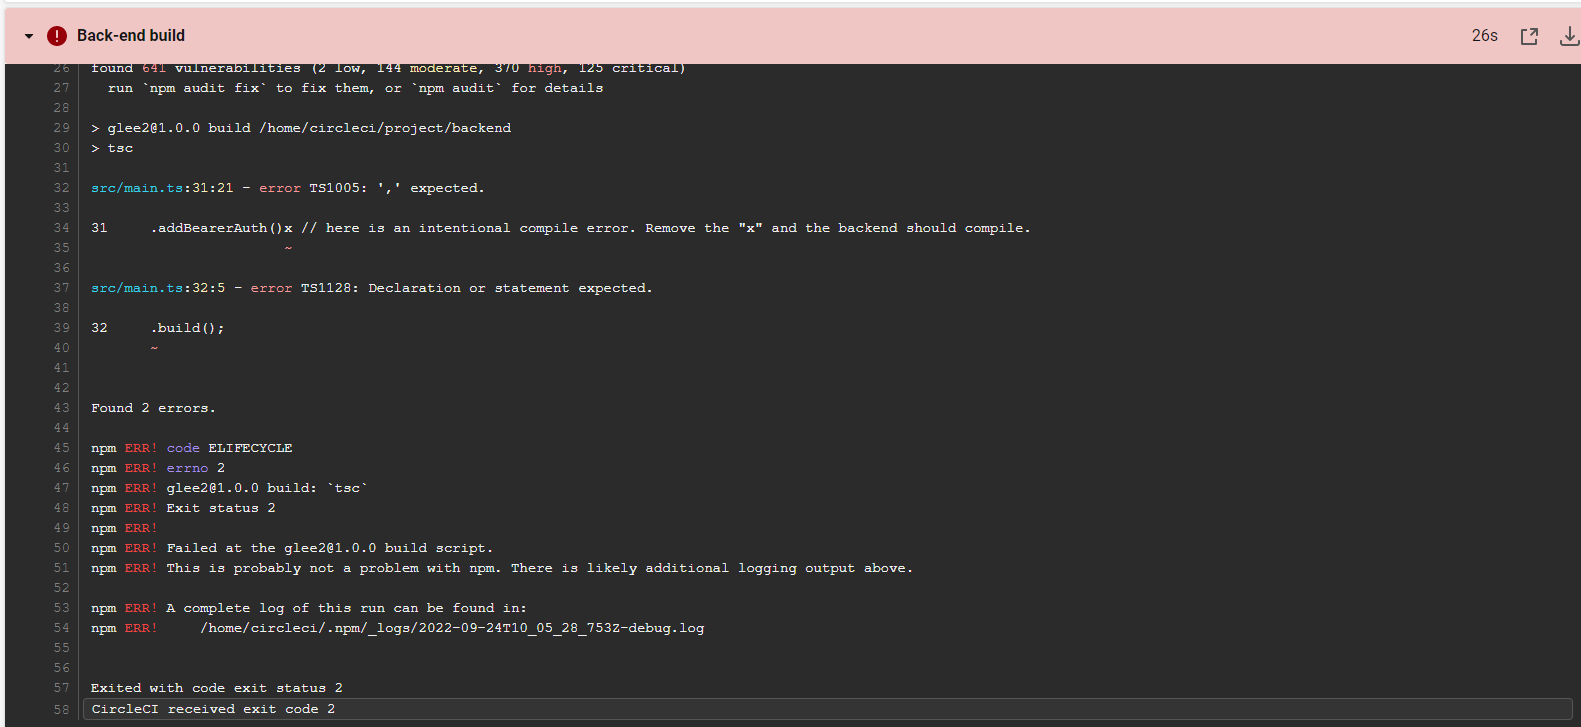 Back-end build 26s
26 found 641 vulnerabilities (2 low, 144 moderate, 370 high, 125 critical)
27 run `npm audit fix` to fix them, or `npm audit` for details
28
29 > glee2@1.0.0 build /home/circleci/project/backend
30 > tsc
31
32 src/main.ts:31:21 - error TS1005: ',' expected.
33
34 31 .addBearerAuth()x // here is an intentional compile error. Remove the "x" and the backend should compile.
35 ~
36
37 src/main.ts:32:5 - error TS1128: Declaration or statement expected.
38
39 32 .build();
40 ~
41
42
43 Found 2 errors.
44
45 npm ERR! code ELIFECYCLE
46 npm ERR! errno 2
47 npm ERR! glee2@1.0.0 build: `tsc`
48 npm ERR! Exit status 2
49 npm ERR!
50 npm ERR! Failed at the glee2@1.0.0 build script.
51 npm ERR! This is probably not a problem with npm. There is likely additional logging output above.
52
53 npm ERR! A complete log of this run can be found in:
54 npm ERR! /home/circleci/.npm/_logs/2022-09-24T10_05_28_753Z-debug.log
55
56
57 Exited with code exit status 2
58 CircleCI received exit code 2